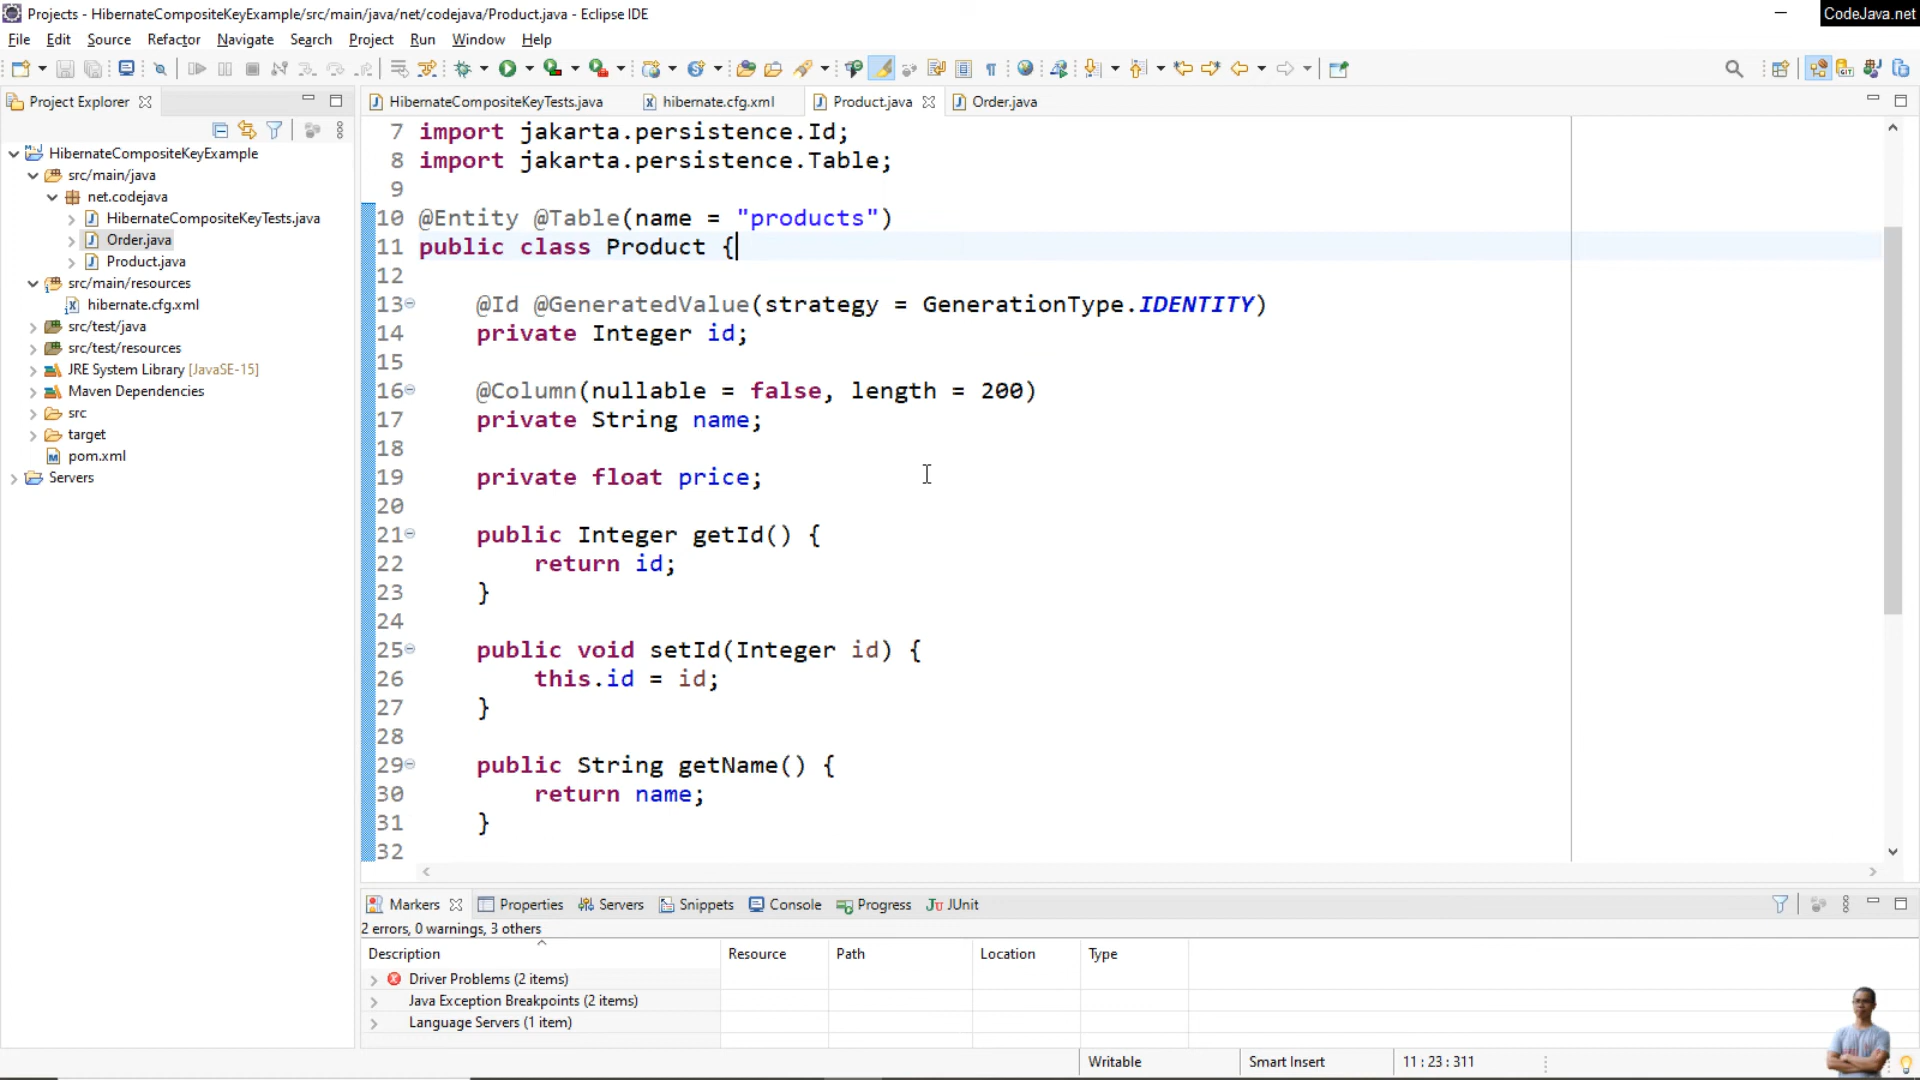 Projects - HibernateCompositeKeyExample/src/main/java/net/codejava/Product.java - Eclipse IDE
CodeJava.net
File Edit Source Refactor Navigate Search Project Run Window Help
Project Explorer
HibernateCompositeKeyTests.java hibernate.cfg.xml Product.java Order.java
HibernateCompositeKeyExample
src/main/java
net.codejava
HibernateCompositeKeyTests.java
Order.java
Product.java
src/main/resources
hibernate.cfg.xml
src/test/java
src/test/resources
JRE System Library [JavaSE-15]
Maven Dependencies
src
target
pom.xml
Servers
7 import jakarta.persistence.Id;
8 import jakarta.persistence.Table;
9
10 @Entity @Table(name = "products")
11 public class Product {
12
13 @Id @GeneratedValue(strategy = GenerationType.IDENTITY)
14 private Integer id;
15
16 @Column(nullable = false, length = 200)
17 private String name;
18
19 private float price;
20
21 public Integer getId() {
22 return id;
23 }
24
25 public void setId(Integer id) {
26 this.id = id;
27 }
28
29 public String getName() {
30 return name;
31 }
32
Markers Properties Servers Snippets Console Progress JUnit
2 errors, 0 warnings, 3 others
Description Resource Path Location Type
Driver Problems (2 items)
Java Exception Breakpoints (2 items)
Language Servers (1 item)
Writable Smart Insert 11 : 23 : 311